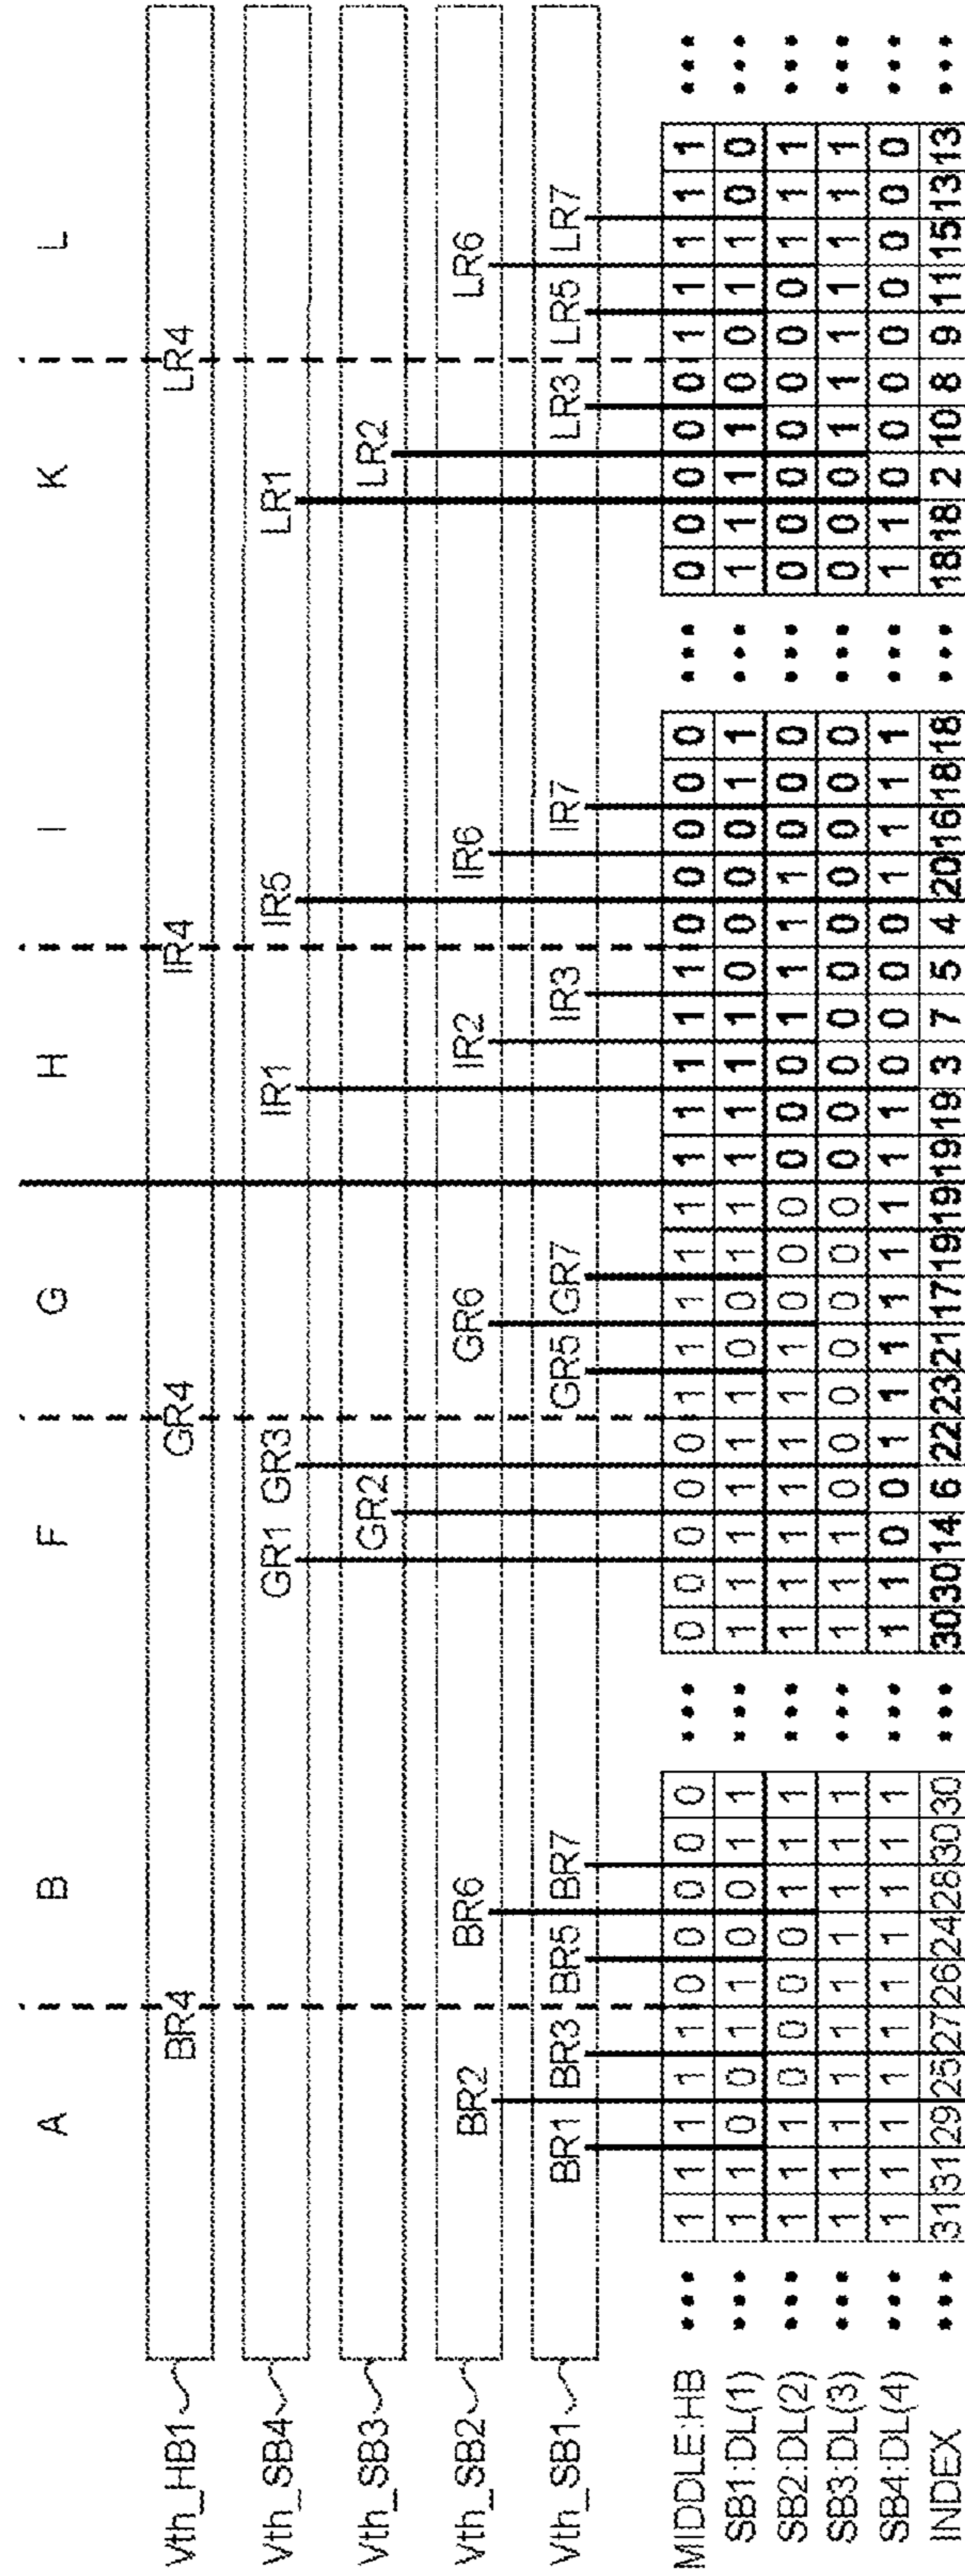 A B F G H I K L
Vth_HB1 BR4 GR4 IR4 LR4
Vth_SB4 GR1 GR3 IR1 IR5 LR1
Vth_SB3 GR2 LR2
Vth_SB2 BR2 BR6 GR6 IR2 IR6 LR6
Vth_SB1 BR1 BR3 BR5 BR7 GR5 GR7 IR3 IR7 LR3 LR5 LR7
MIDDLE:HB ••• 1 1 1 1 1 0 0 0 0 0 ••• 0 0 0 0 0 1 1 1 1 1 1 1 1 1 1 0 0 0 0 0 ••• 0 0 0 0 0 1 1 1 1 1 •••
SB1:DL(1) ••• 1 1 0 0 1 1 0 0 1 1 ••• 1 1 1 1 1 1 0 0 1 1 1 1 1 1 0 0 0 0 1 1 ••• 1 1 1 1 0 0 1 1 0 0 •••
SB2:DL(2) ••• 1 1 1 0 0 0 0 1 1 1 ••• 1 1 1 1 1 1 1 0 0 0 0 0 0 1 1 1 1 0 0 0 ••• 0 0 0 0 0 0 0 1 1 1 •••
SB3:DL(3) ••• 1 1 1 1 1 1 1 1 1 1 ••• 1 1 1 0 0 0 0 0 0 0 0 0 0 0 0 0 0 0 0 0 ••• 0 0 0 1 1 1 1 1 1 1 •••
SB4:DL(4) ••• 1 1 1 1 1 1 1 1 1 1 ••• 1 1 0 0 1 1 1 1 1 1 1 1 0 0 0 0 1 1 1 1 ••• 1 1 0 0 0 0 0 0 0 0 •••
INDEX ••• 31 31 29 25 27 26 24 28 30 30 ••• 30 30 14 6 22 23 21 17 19 19 19 19 3 7 5 4 20 16 18 18 ••• 18 18 2 10 8 9 11 15 13 13 •••